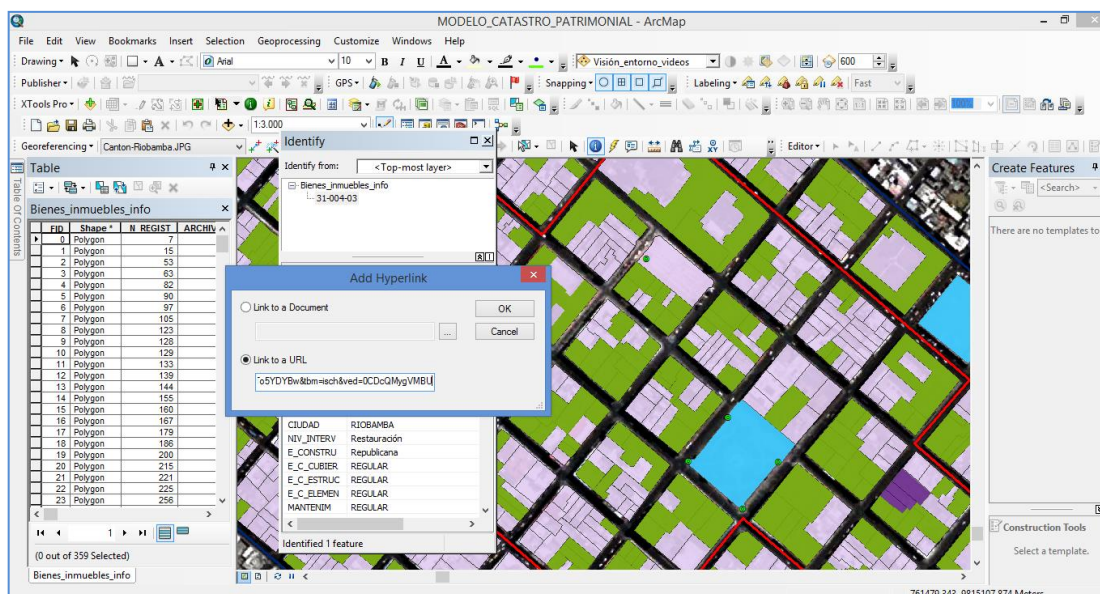 MODELO_CATASTRO_PATRIMONIAL - ArcMap
File Edit View Bookmarks Insert Selection Geoprocessing Customize Windows Help
Drawing A Arial 10 B I U A Visión_entorno_videos 600
Publisher GPS Snapping Labeling Fast
XTools Pro 100%
1:3.000
Georeferencing Canton-Riobamba.JPG Editor
Table Of Contents
Table
Bienes_inmuebles_info
FID Shape * N_REGIST ARCHIV
0 Polygon 7
1 Polygon 15
2 Polygon 53
3 Polygon 63
4 Polygon 82
5 Polygon 90
6 Polygon 97
7 Polygon 105
8 Polygon 123
9 Polygon 128
10 Polygon 129
11 Polygon 133
12 Polygon 139
13 Polygon 144
14 Polygon 155
15 Polygon 160
16 Polygon 167
17 Polygon 179
18 Polygon 186
19 Polygon 200
20 Polygon 215
21 Polygon 221
22 Polygon 225
23 Polygon 256
1
(0 out of 359 Selected)
Bienes_inmuebles_info
Identify
Identify from: <Top-most layer>
Bienes_inmuebles_info
31-004-03
Add Hyperlink
Link to a Document
OK
...
Cancel
Link to a URL
o5YDYBw&tbm=isch&ved=0CDcQMygVMBU
CIUDAD RIOBAMBA
NIV_INTERV Restauración
E_CONSTRU Republicana
E_C_CUBIER REGULAR
E_C_ESTRUC REGULAR
E_C_ELEMEN REGULAR
MANTENIM REGULAR
Identified 1 feature
Create Features
<Search>
There are no templates to
Construction Tools
Select a template.
761479,343 9815107,874 Meters